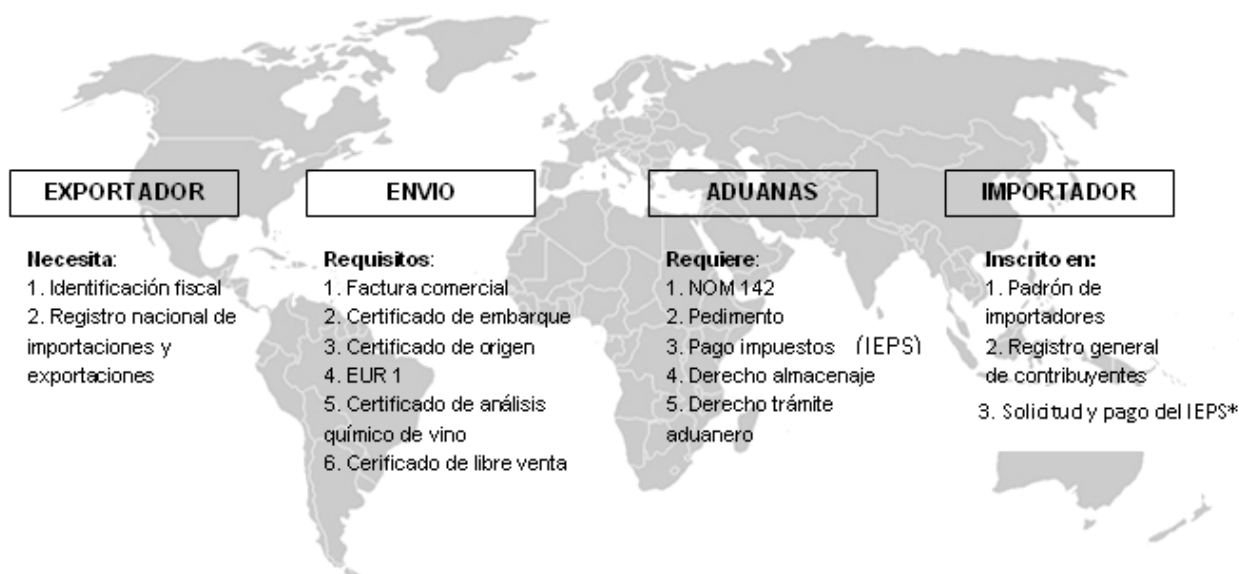 EXPORTADOR
Necesita:
1. Identificación fiscal
2. Registro nacional de
importaciones y
exportaciones
ENVIO
Requisitos:
1. Factura comercial
2. Certificado de embarque
3. Certificado de origen
4. EUR 1
5. Certificado de análisis
químico de vino
6. Cerificado de libre venta
ADUANAS
Requiere:
1. NOM 142
2. Pedimento
3. Pago impuestos (IEPS)
4. Derecho almacenaje
5. Derecho trámite
aduanero
IMPORTADOR
Inscrito en:
1. Padrón de
importadores
2. Registro general
de contribuyentes
3. Solicitud y pago del IEPS*